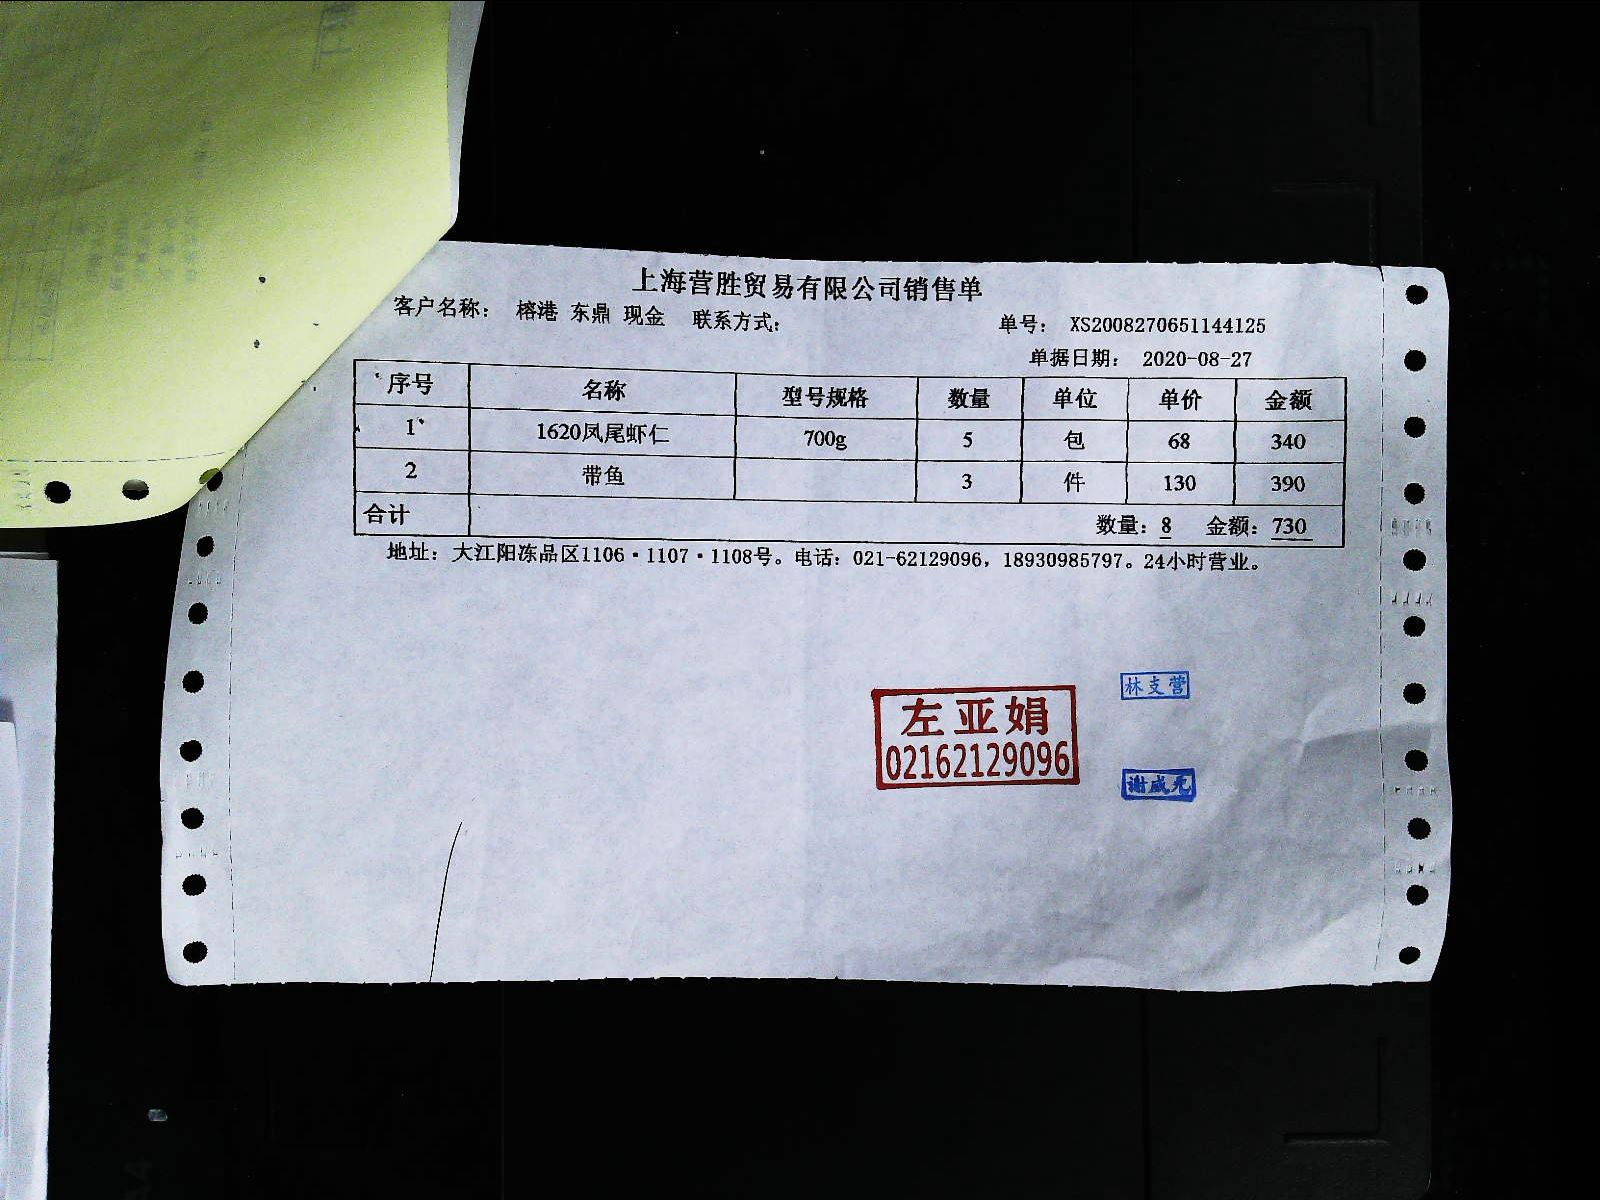 上海营胜贸易有限公司销售单
客户名称： 榕港 东鼎 现金 联系方式： 单号： XS2008270651144125
单据日期： 2020-08-27
序号 名称 型号规格 数量 单位 单价 金额
1 1620凤尾虾仁 700g 5 包 68 340
2 带鱼 3 件 130 390
合计 数量：8 金额：730
地址：大江阳冻品区1106·1107·1108号。电话：021-62129096，18930985797。24小时营业。
左亚娟
02162129096
林支营